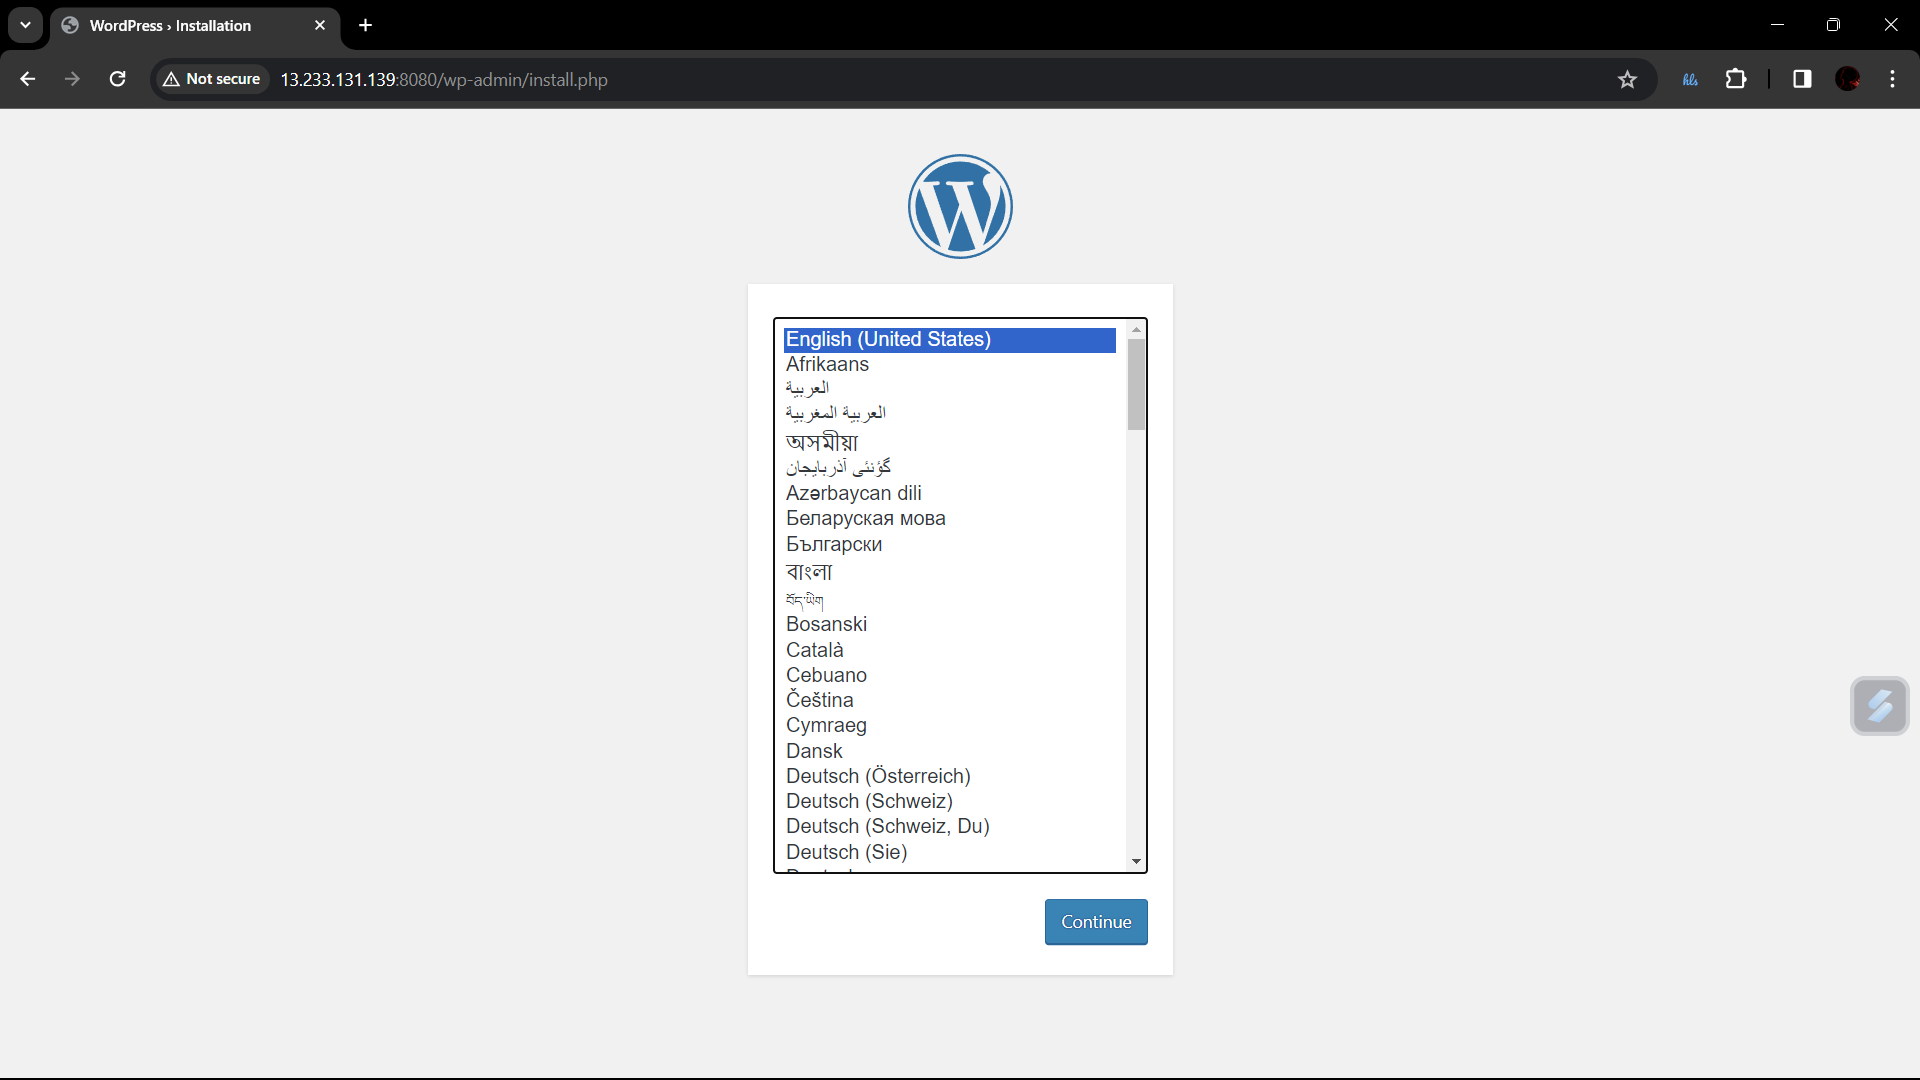 WordPress › Installation
Not secure
13.233.131.139:8080/wp-admin/install.php
hls
English (United States)
Afrikaans
العربية
العربية المغربية
অসমীয়া
گؤنئی آذربایجان
Azərbaycan dili
Беларуская мова
Български
বাংলা
བོད་ཡིག
Bosanski
Català
Cebuano
Čeština
Cymraeg
Dansk
Deutsch (Österreich)
Deutsch (Schweiz)
Deutsch (Schweiz, Du)
Deutsch (Sie)
Continue